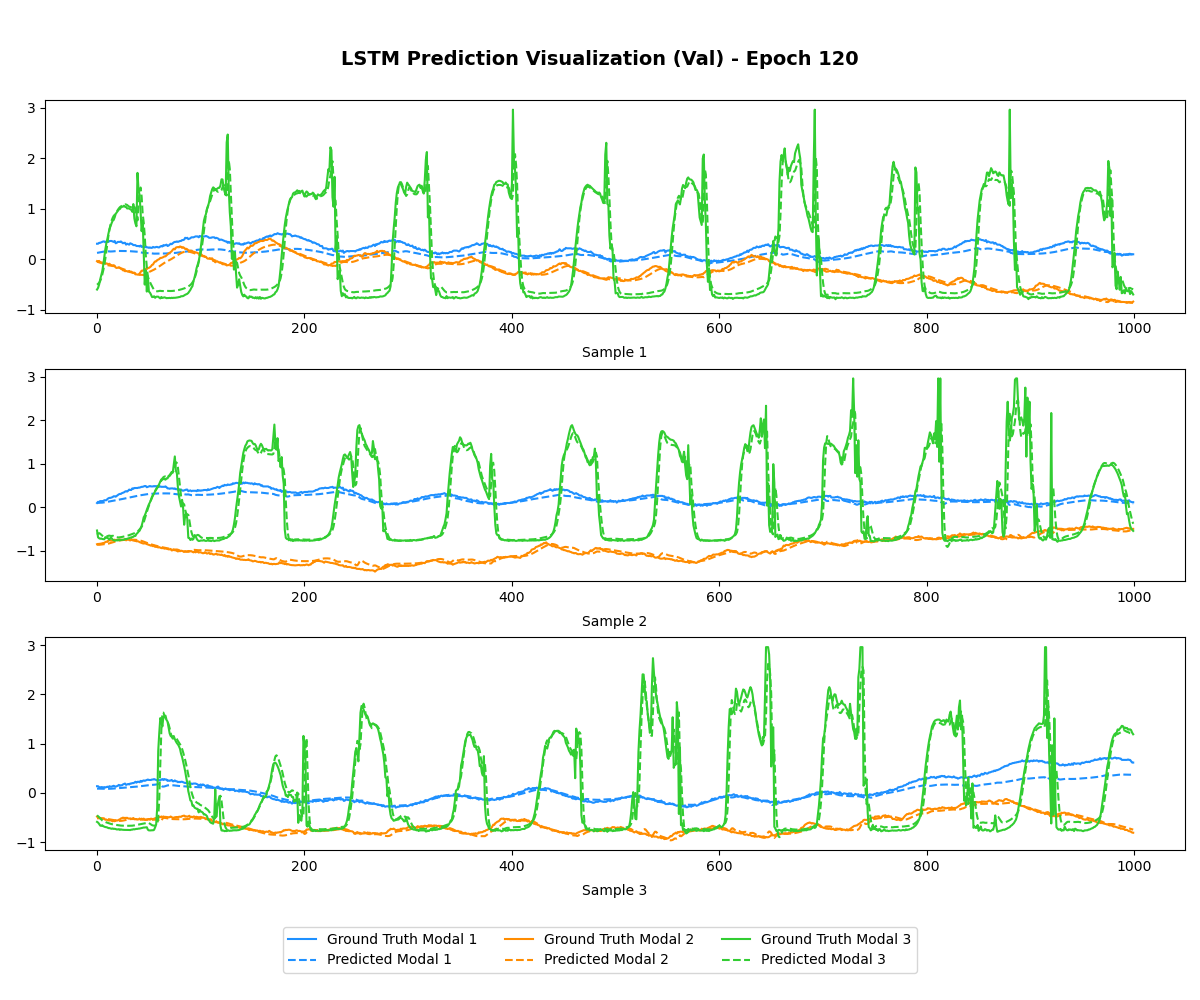 LSTM Prediction Visualization (Val) - Epoch 120
3
2
1
0
−1
0 200 400 600 800 1000
Sample 1
3
2
1
0
−1
0 200 400 600 800 1000
Sample 2
3
2
1
0
−1
0 200 400 600 800 1000
Sample 3
Ground Truth Modal 1 Ground Truth Modal 2 Ground Truth Modal 3
Predicted Modal 1 Predicted Modal 2 Predicted Modal 3